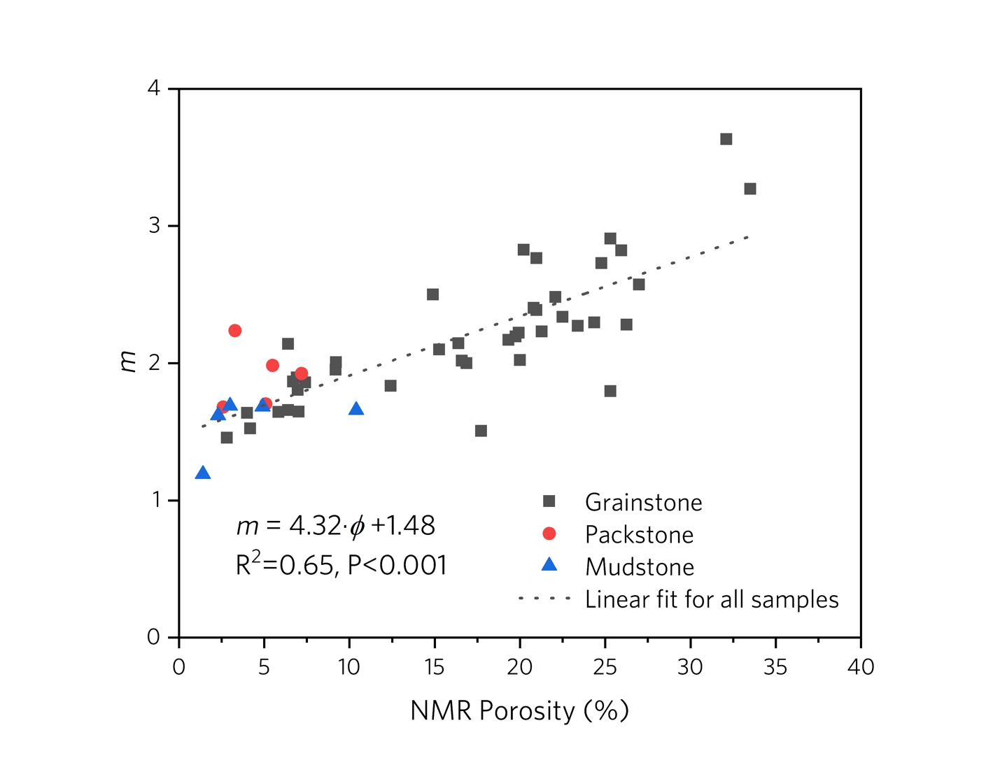 4
3
2
1
0
m
m = 4.32·ϕ +1.48
R²=0.65, P<0.001
Grainstone
Packstone
Mudstone
Linear fit for all samples
0 5 10 15 20 25 30 35 40
NMR Porosity (%)